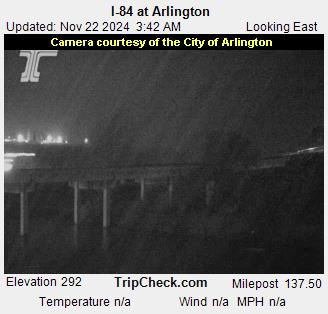 I-84 at Arlington
Updated: Nov 22 2024 3:42 AM Looking East
Camera courtesy of the City of Arlington
Elevation 292 TripCheck.com Milepost 137.50
Temperature n/a Wind n/a MPH n/a